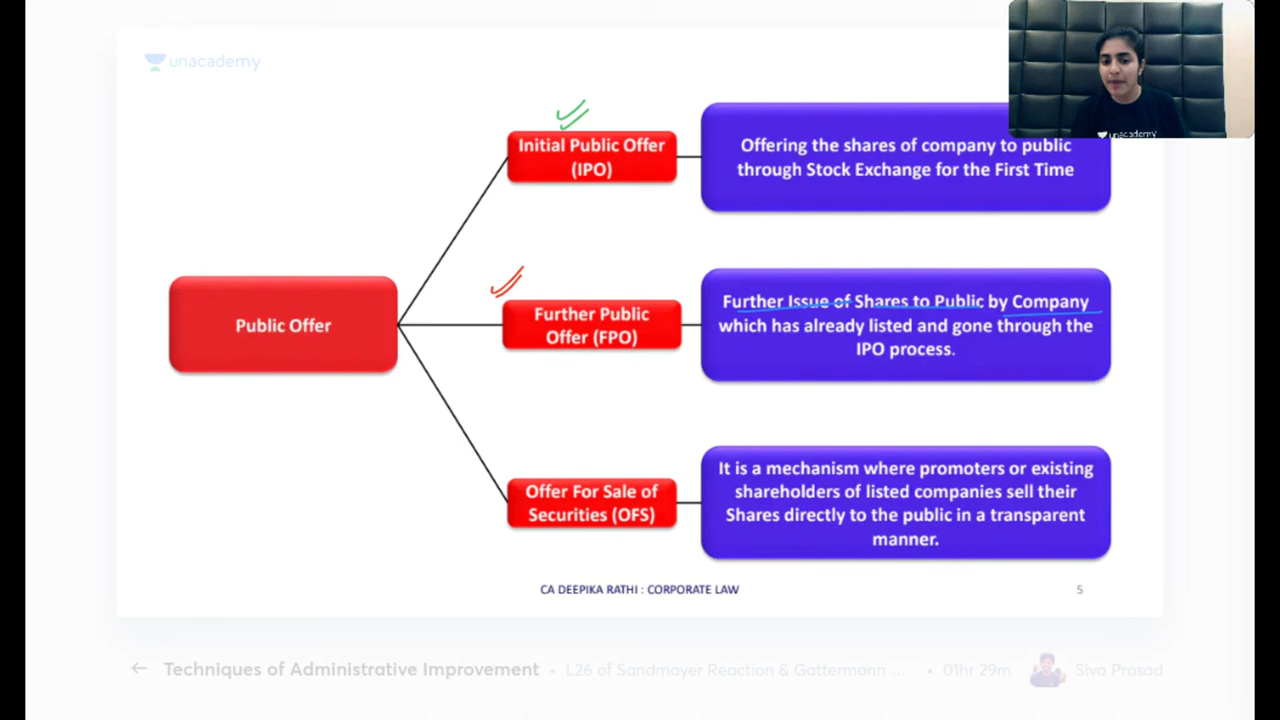 unacademy
unacademy
Initial Public Offer
(IPO)
Offering the shares of company to public
through Stock Exchange for the First Time
Public Offer
Further Public
Offer (FPO)
Further Issue of Shares to Public by Company
which has already listed and gone through the
IPO process.
Offer For Sale of
Securities (OFS)
It is a mechanism where promoters or existing
shareholders of listed companies sell their
Shares directly to the public in a transparent
manner.
CA DEEPIKA RATHI : CORPORATE LAW
5
Techniques of Administrative Improvement • L26 of Sandmayer Reaction & Gattermann ... • 01hr 29m Siva Prasad